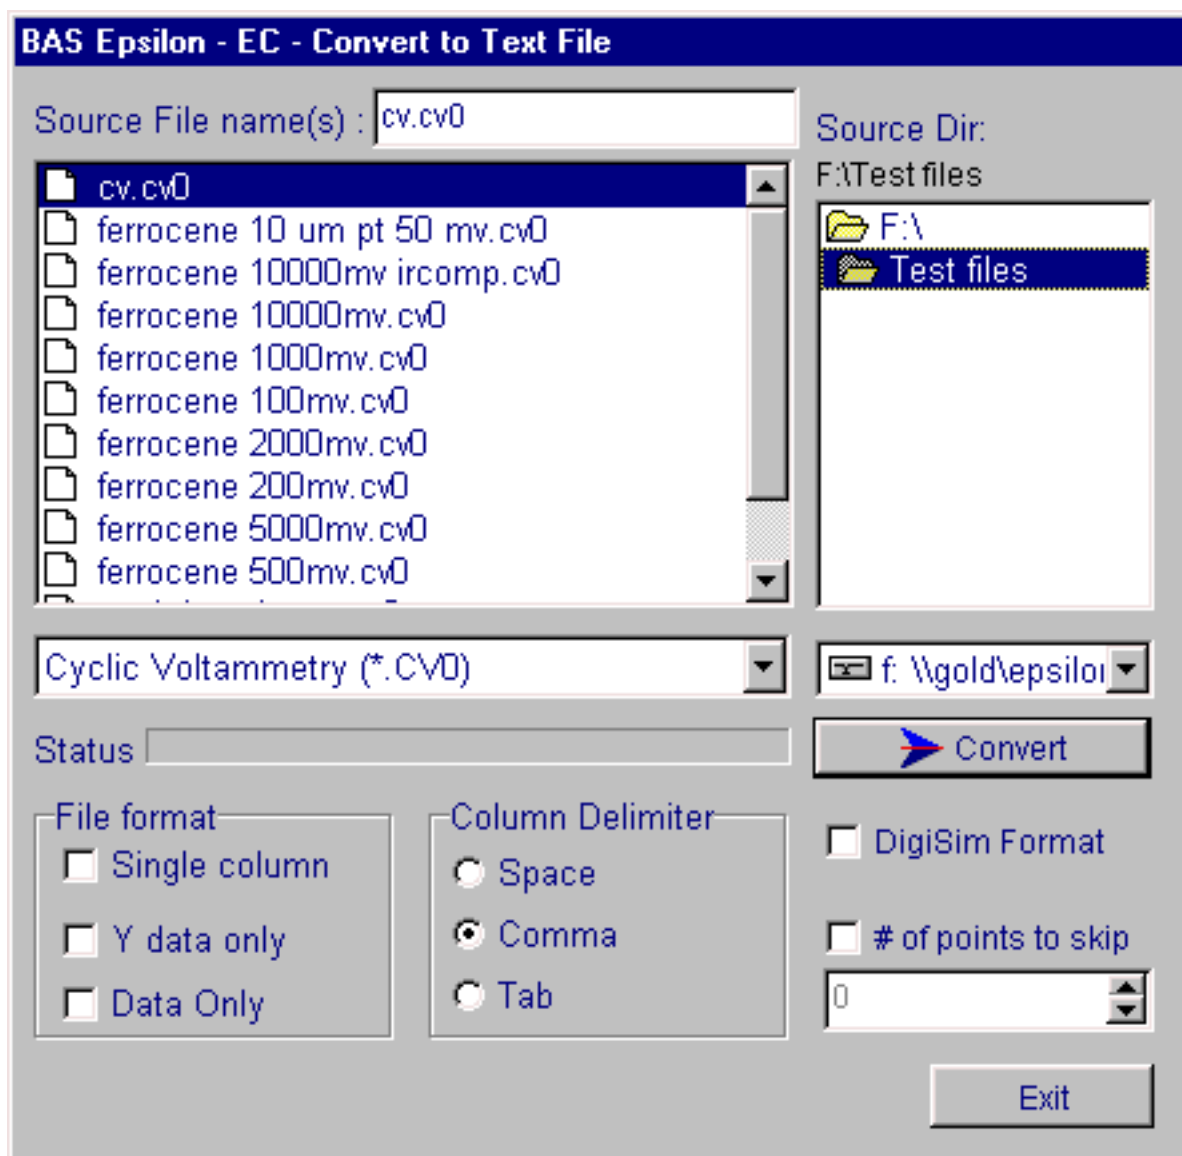 BAS Epsilon - EC - Convert to Text File
Source File name(s) : cv.cv0
Source Dir:
F:\Test files
cv.cv0
ferrocene 10 um pt 50 mv.cv0
ferrocene 10000mv ircomp.cv0
ferrocene 10000mv.cv0
ferrocene 1000mv.cv0
ferrocene 100mv.cv0
ferrocene 2000mv.cv0
ferrocene 200mv.cv0
ferrocene 5000mv.cv0
ferrocene 500mv.cv0
F:\
Test files
Cyclic Voltammetry (*.CV0)
f: \\gold\epsilon
Status
Convert
File format
Single column
Y data only
Data Only
Column Delimiter
Space
Comma
Tab
DigiSim Format
# of points to skip
0
Exit